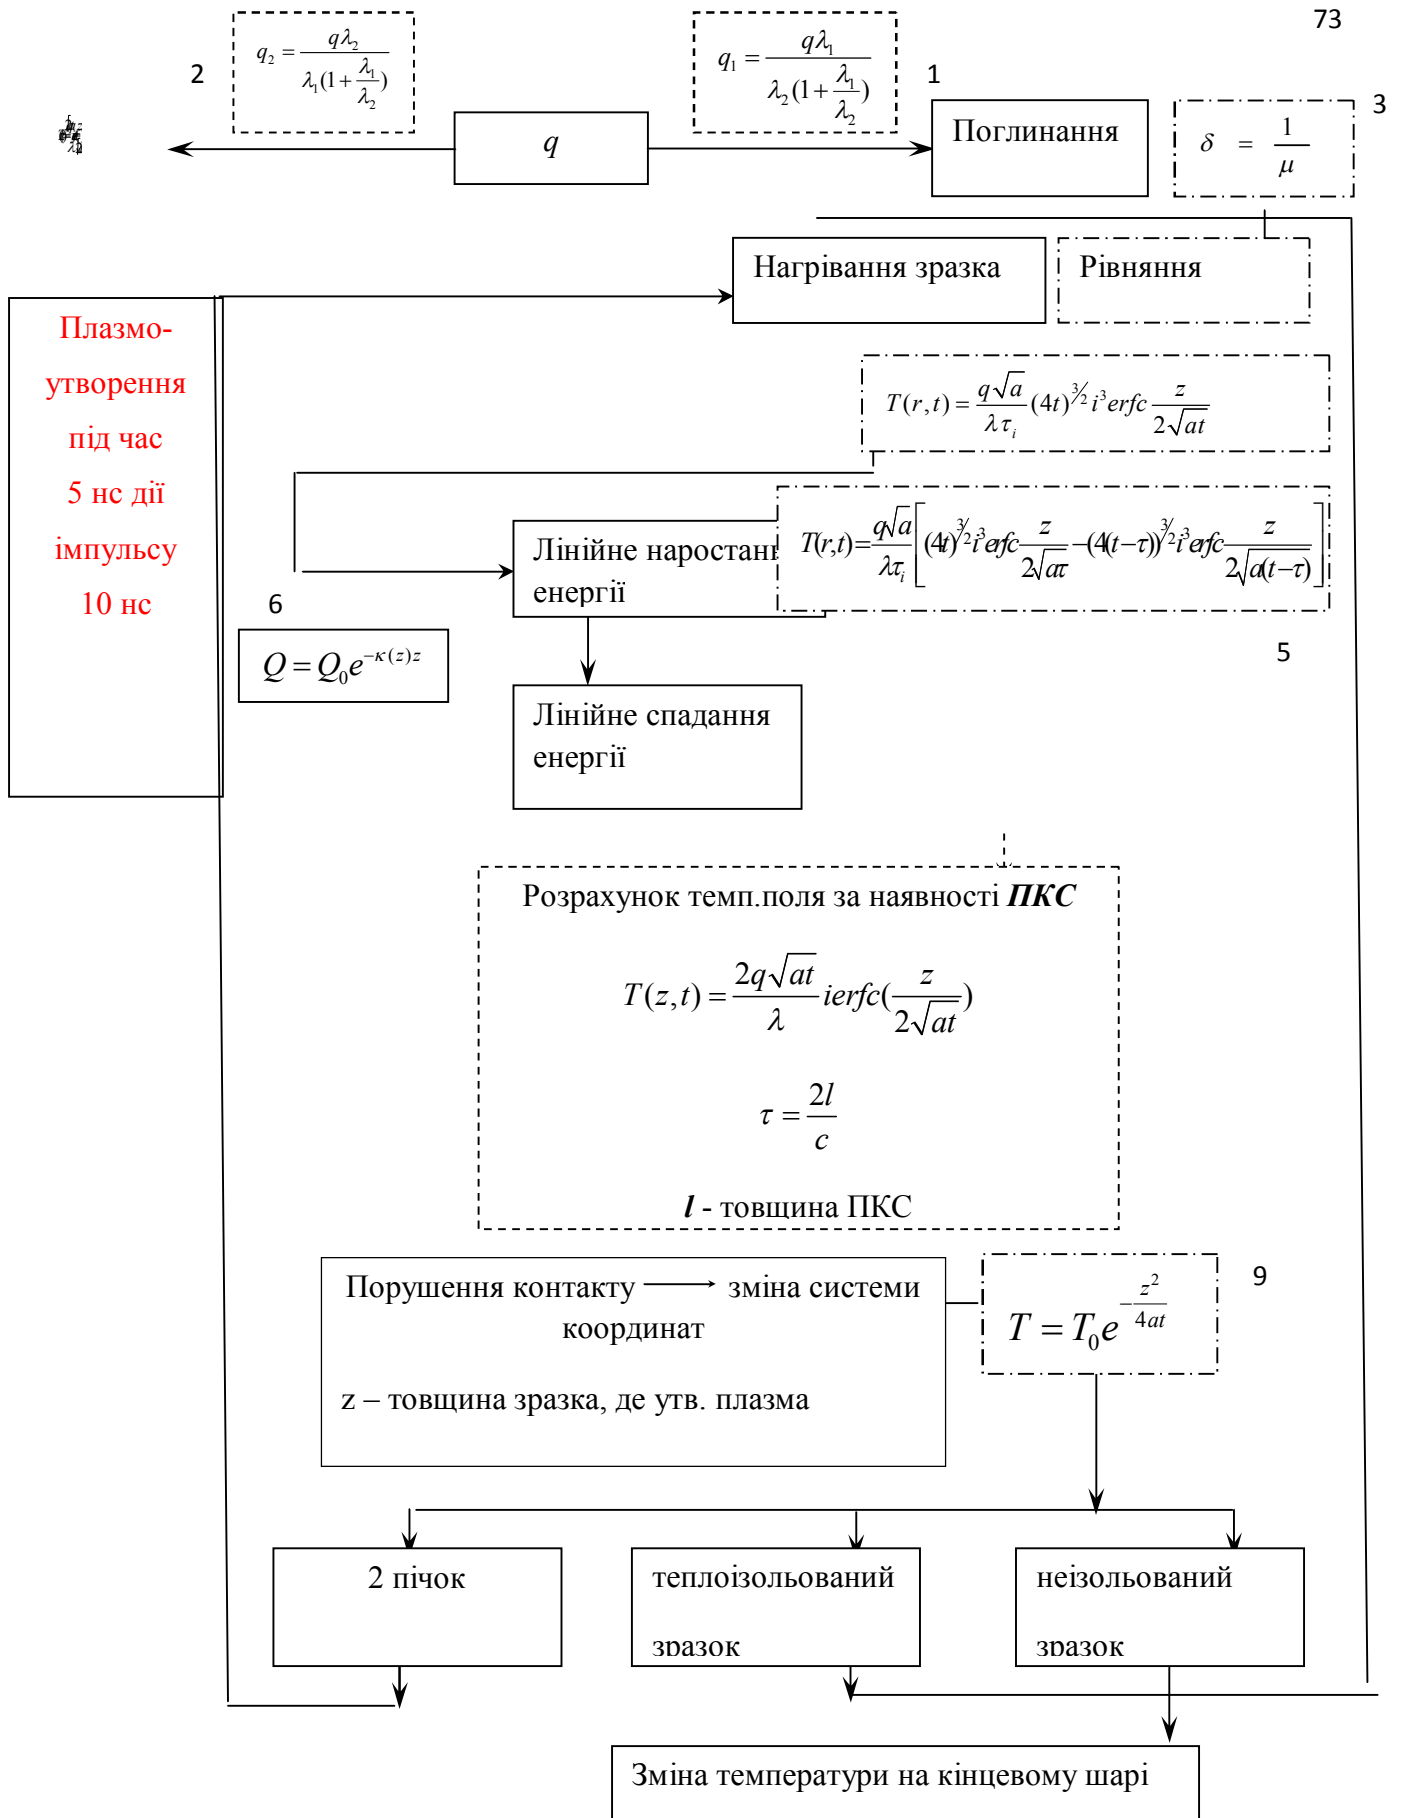 73
2
q₂ = qλ₂ / λ₁(1 + λ₁/λ₂)
q₁ = qλ₁ / λ₂(1 + λ₁/λ₂)
1
3
q
Поглинання
δ = 1/μ
Нагрівання зразка
Рівняння
Плазмо-
утворення
під час
5 нс дії
імпульсу
10 нс
T(r,t) = q√a / λτᵢ (4t)^{3/2} i³erfc z / 2√at
Лінійне наростанн
енергії
T(r,t) = q√a / λτᵢ [(4t)^{3/2} i³erfc z / 2√aτ − (4(t−τ))^{3/2} i³erfc z / 2√a(t−τ)]
6
5
Q = Q₀e^{−κ(z)z}
Лінійне спадання
енергії
Розрахунок темп.поля за наявності ПКС
T(z,t) = 2q√at / λ ierfc(z / 2√at)
τ = 2l / c
l - товщина ПКС
Порушення контакту → зміна системи
координат
z – товщина зразка, де утв. плазма
9
T = T₀e^{−z²/4at}
2 пічок
теплоізольований
зразок
неізольований
зразок
Зміна температури на кінцевому шарі